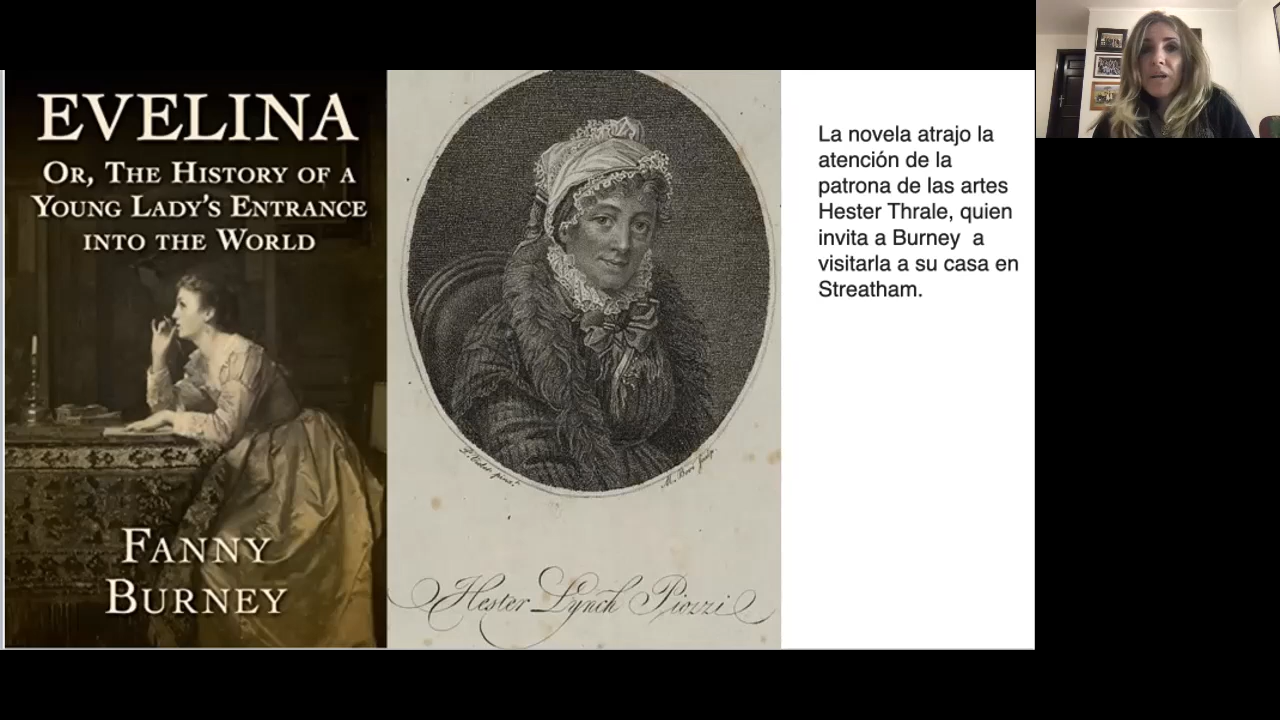 EVELINA
OR, THE HISTORY OF A
YOUNG LADY'S ENTRANCE
INTO THE WORLD
FANNY
BURNEY
Hester Lynch Piozzi
La novela atrajo la
atención de la
patrona de las artes
Hester Thrale, quien
invita a Burney a
visitarla a su casa en
Streatham.